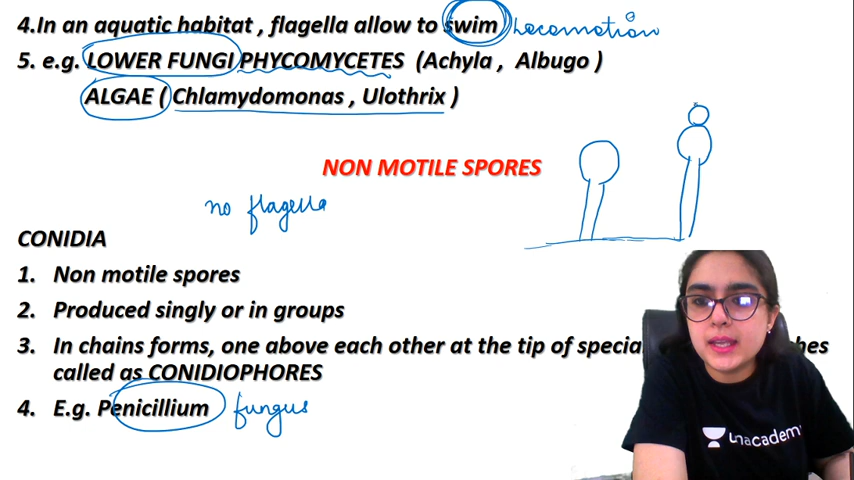 4.In an aquatic habitat , flagella allow to swim Locomotion
5. e.g. LOWER FUNGI PHYCOMYCETES (Achyla , Albugo )
ALGAE ( Chlamydomonas , Ulothrix )
NON MOTILE SPORES
no flagella
CONIDIA
1. Non motile spores
2. Produced singly or in groups
3. In chains forms, one above each other at the tip of special
called as CONIDIOPHORES
4. E.g. Penicillium fungus
unacademy